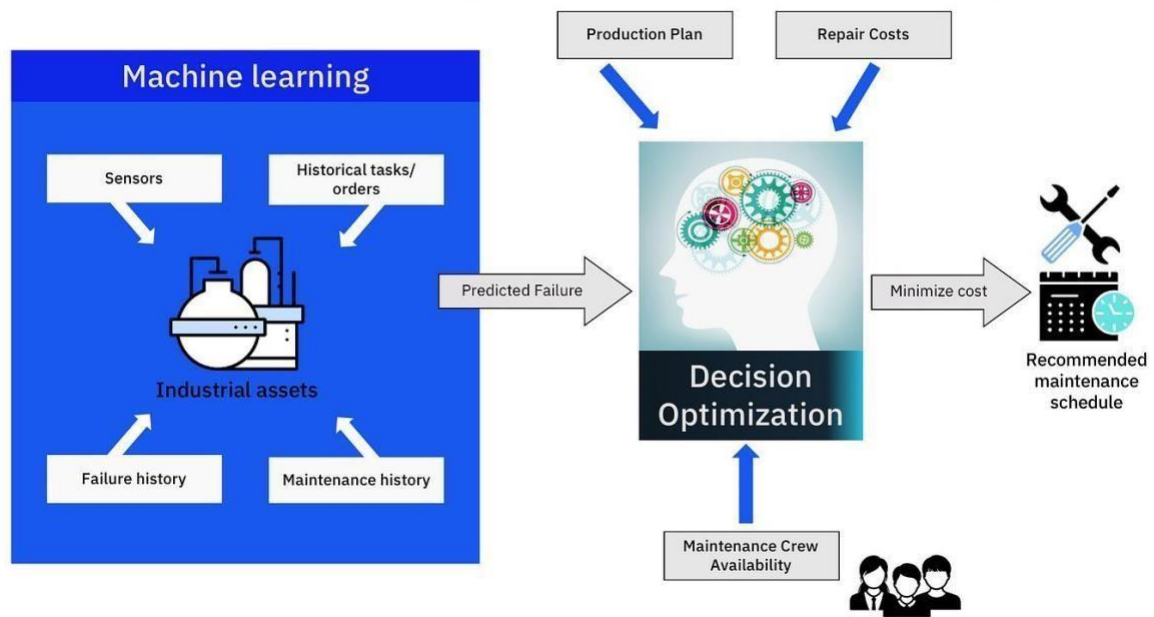 Production Plan
Repair Costs
Machine learning
Sensors
Historical tasks/
orders
Industrial assets
Failure history
Maintenance history
Predicted Failure
Decision
Optimization
Minimize cost
Recommended
maintenance
schedule
Maintenance Crew
Availability